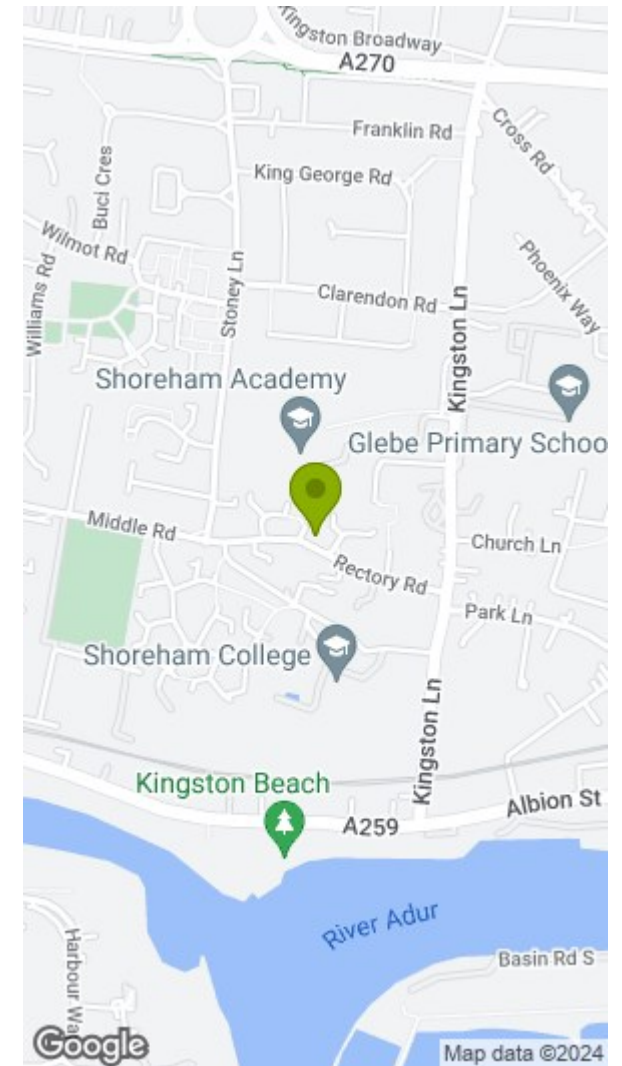 Kingston Broadway
A270
Franklin Rd
Cross Rd
King George Rd
Buci Cres
Wilmot Rd
Williams Rd
Stoney Ln
Clarendon Rd
Phoenix Way
Kingston Ln
Shoreham Academy
Glebe Primary Schoo
Middle Rd
Church Ln
Rectory Rd
Park Ln
Shoreham College
Kingston Ln
Kingston Beach
Albion St
A259
River Adur
Harbour Wa
Basin Rd S
Google
Map data ©2024